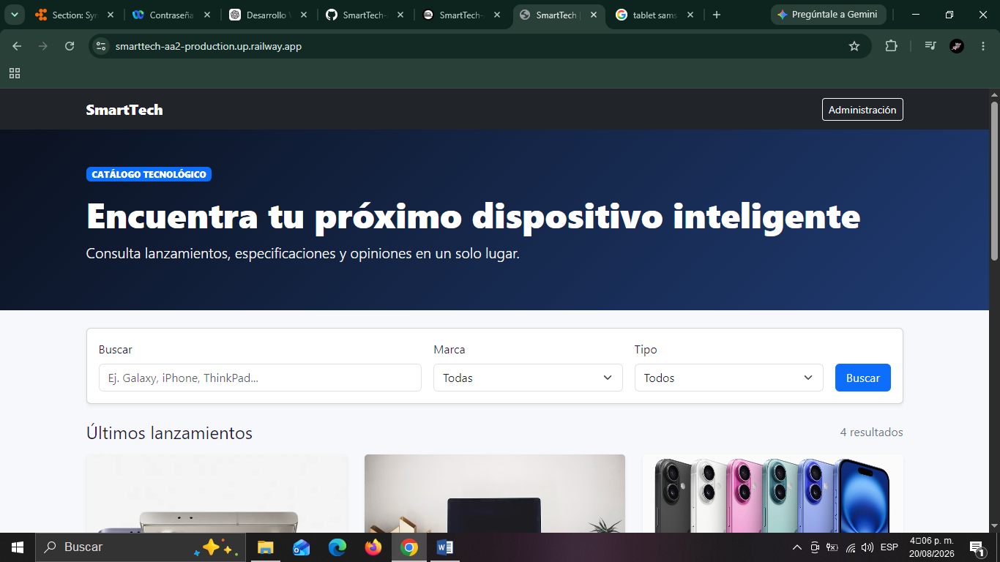 Section: Syn
Contraseña
Desarrollo
SmartTech-
SmartTech-
SmartTech
tablet sams
Pregúntale a Gemini
smarttech-aa2-production.up.railway.app
SmartTech
Administración
CATÁLOGO TECNOLÓGICO
Encuentra tu próximo dispositivo inteligente
Consulta lanzamientos, especificaciones y opiniones en un solo lugar.
Buscar
Marca
Tipo
Ej. Galaxy, iPhone, ThinkPad...
Todas
Todos
Buscar
Últimos lanzamientos
4 resultados
Buscar
ESP
4 06 p. m.
20/08/2026
1